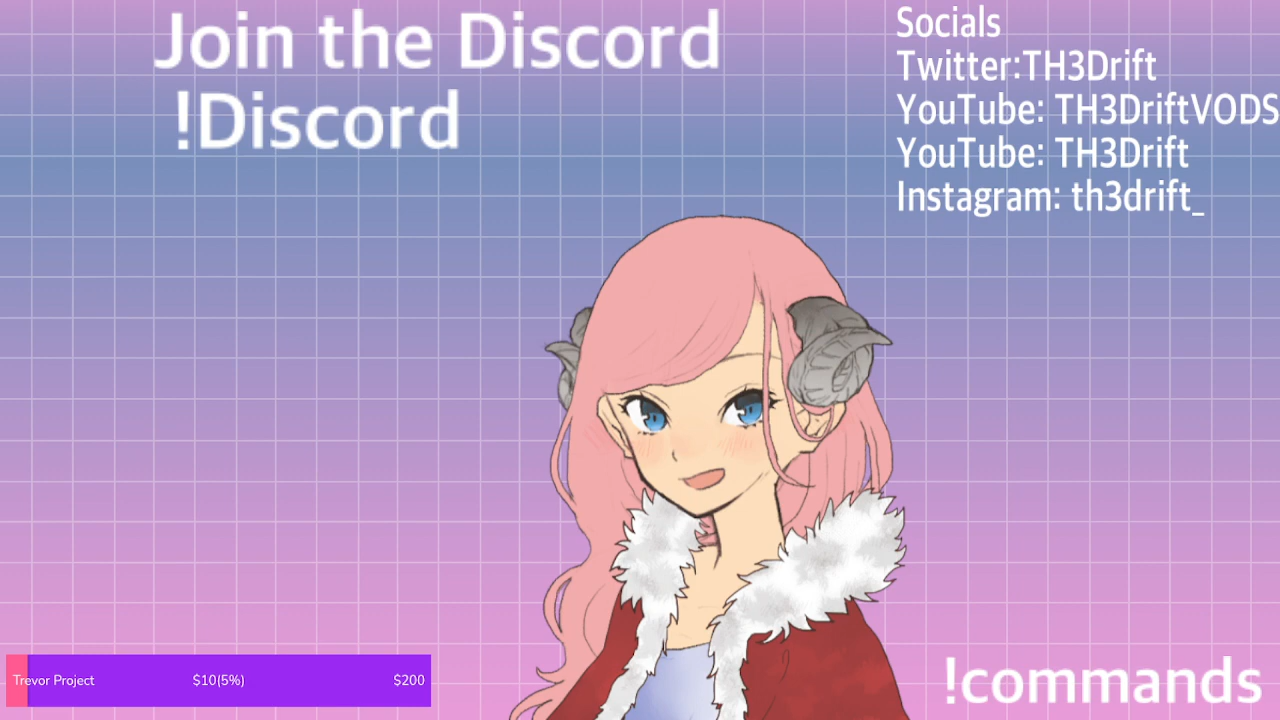 Join the Discord
!Discord
Socials
Twitter:TH3Drift
YouTube: TH3DriftVODS
YouTube: TH3Drift
Instagram: th3drift_
Trevor Project $10(5%) $200
!commands